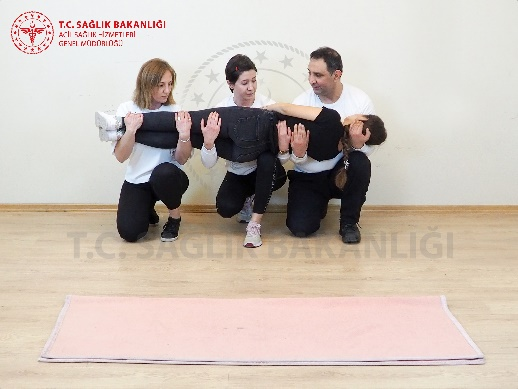 T.C. SAĞLIK BAKANLIĞI
ACİL SAĞLIK HİZMETLERİ
GENEL MÜDÜRLÜĞÜ
T.C. SAĞLIK BAKANLIĞI